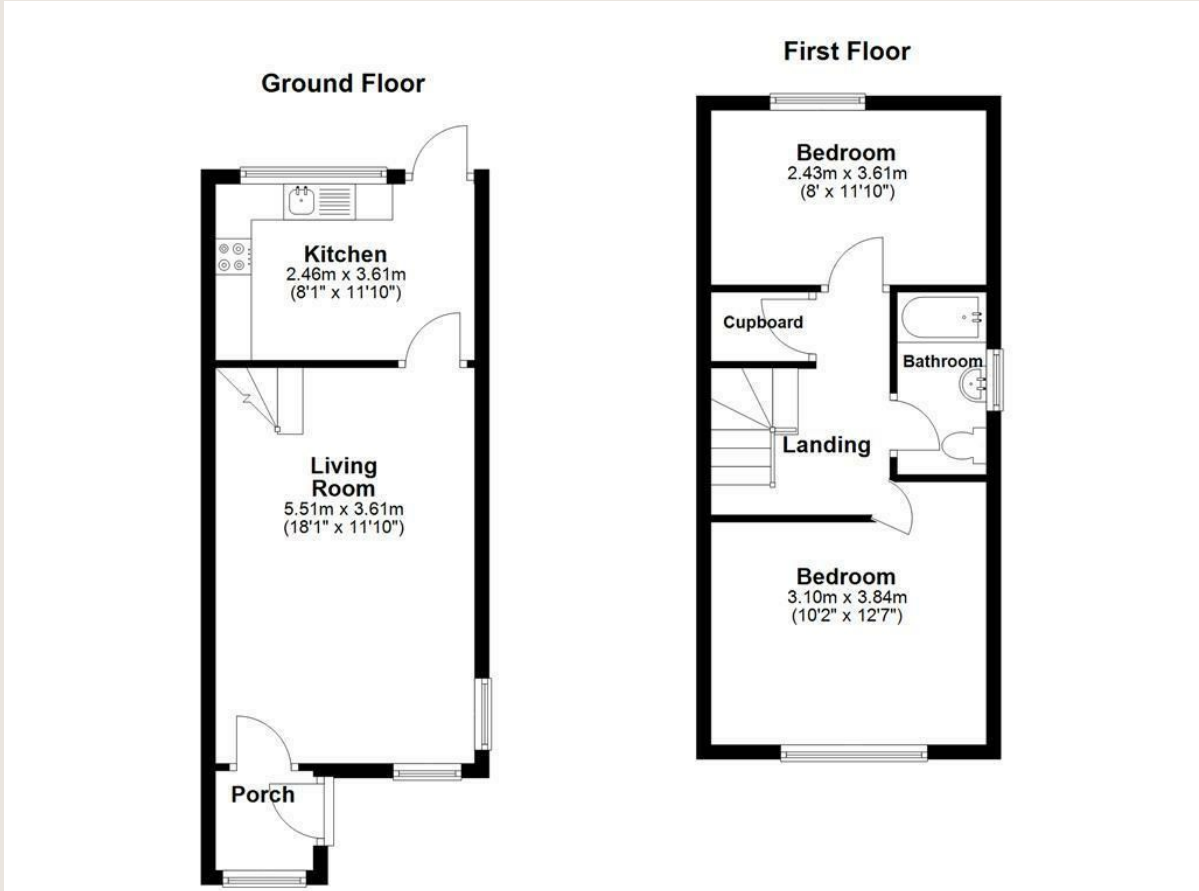 Ground Floor
Kitchen
2.46m x 3.61m
(8'1" x 11'10")
Living
Room
5.51m x 3.61m
(18'1" x 11'10")
Porch
First Floor
Bedroom
2.43m x 3.61m
(8' x 11'10")
Cupboard
Bathroom
Landing
Bedroom
3.10m x 3.84m
(10'2" x 12'7")